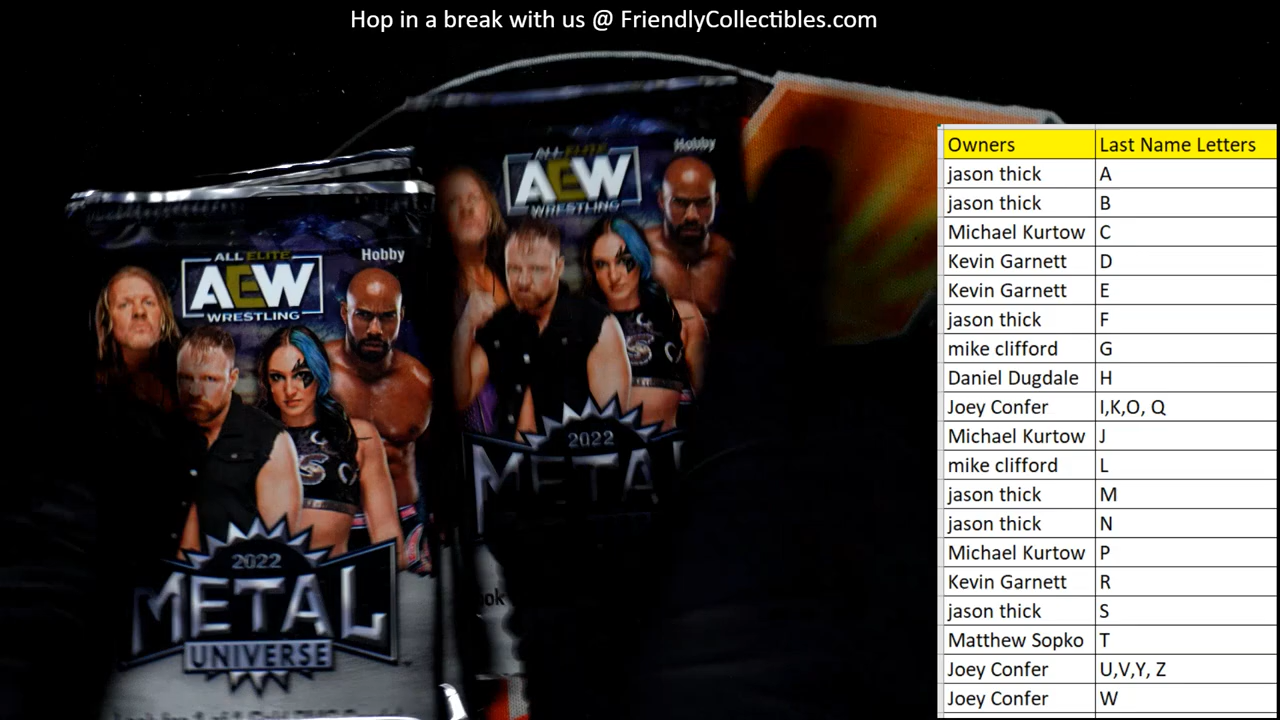 Hop in a break with us @ FriendlyCollectibles.com
ALL ELITE
AEW
WRESTLING
Hobby
2022
METAL
UNIVERSE
ALL ELITE
AEW
WRESTLING
Hobby
2022
META
Owners Last Name Letters
jason thick A
jason thick B
Michael Kurtow C
Kevin Garnett D
Kevin Garnett E
jason thick F
mike clifford G
Daniel Dugdale H
Joey Confer I,K,O, Q
Michael Kurtow J
mike clifford L
jason thick M
jason thick N
Michael Kurtow P
Kevin Garnett R
jason thick S
Matthew Sopko T
Joey Confer U,V,Y, Z
Joey Confer W